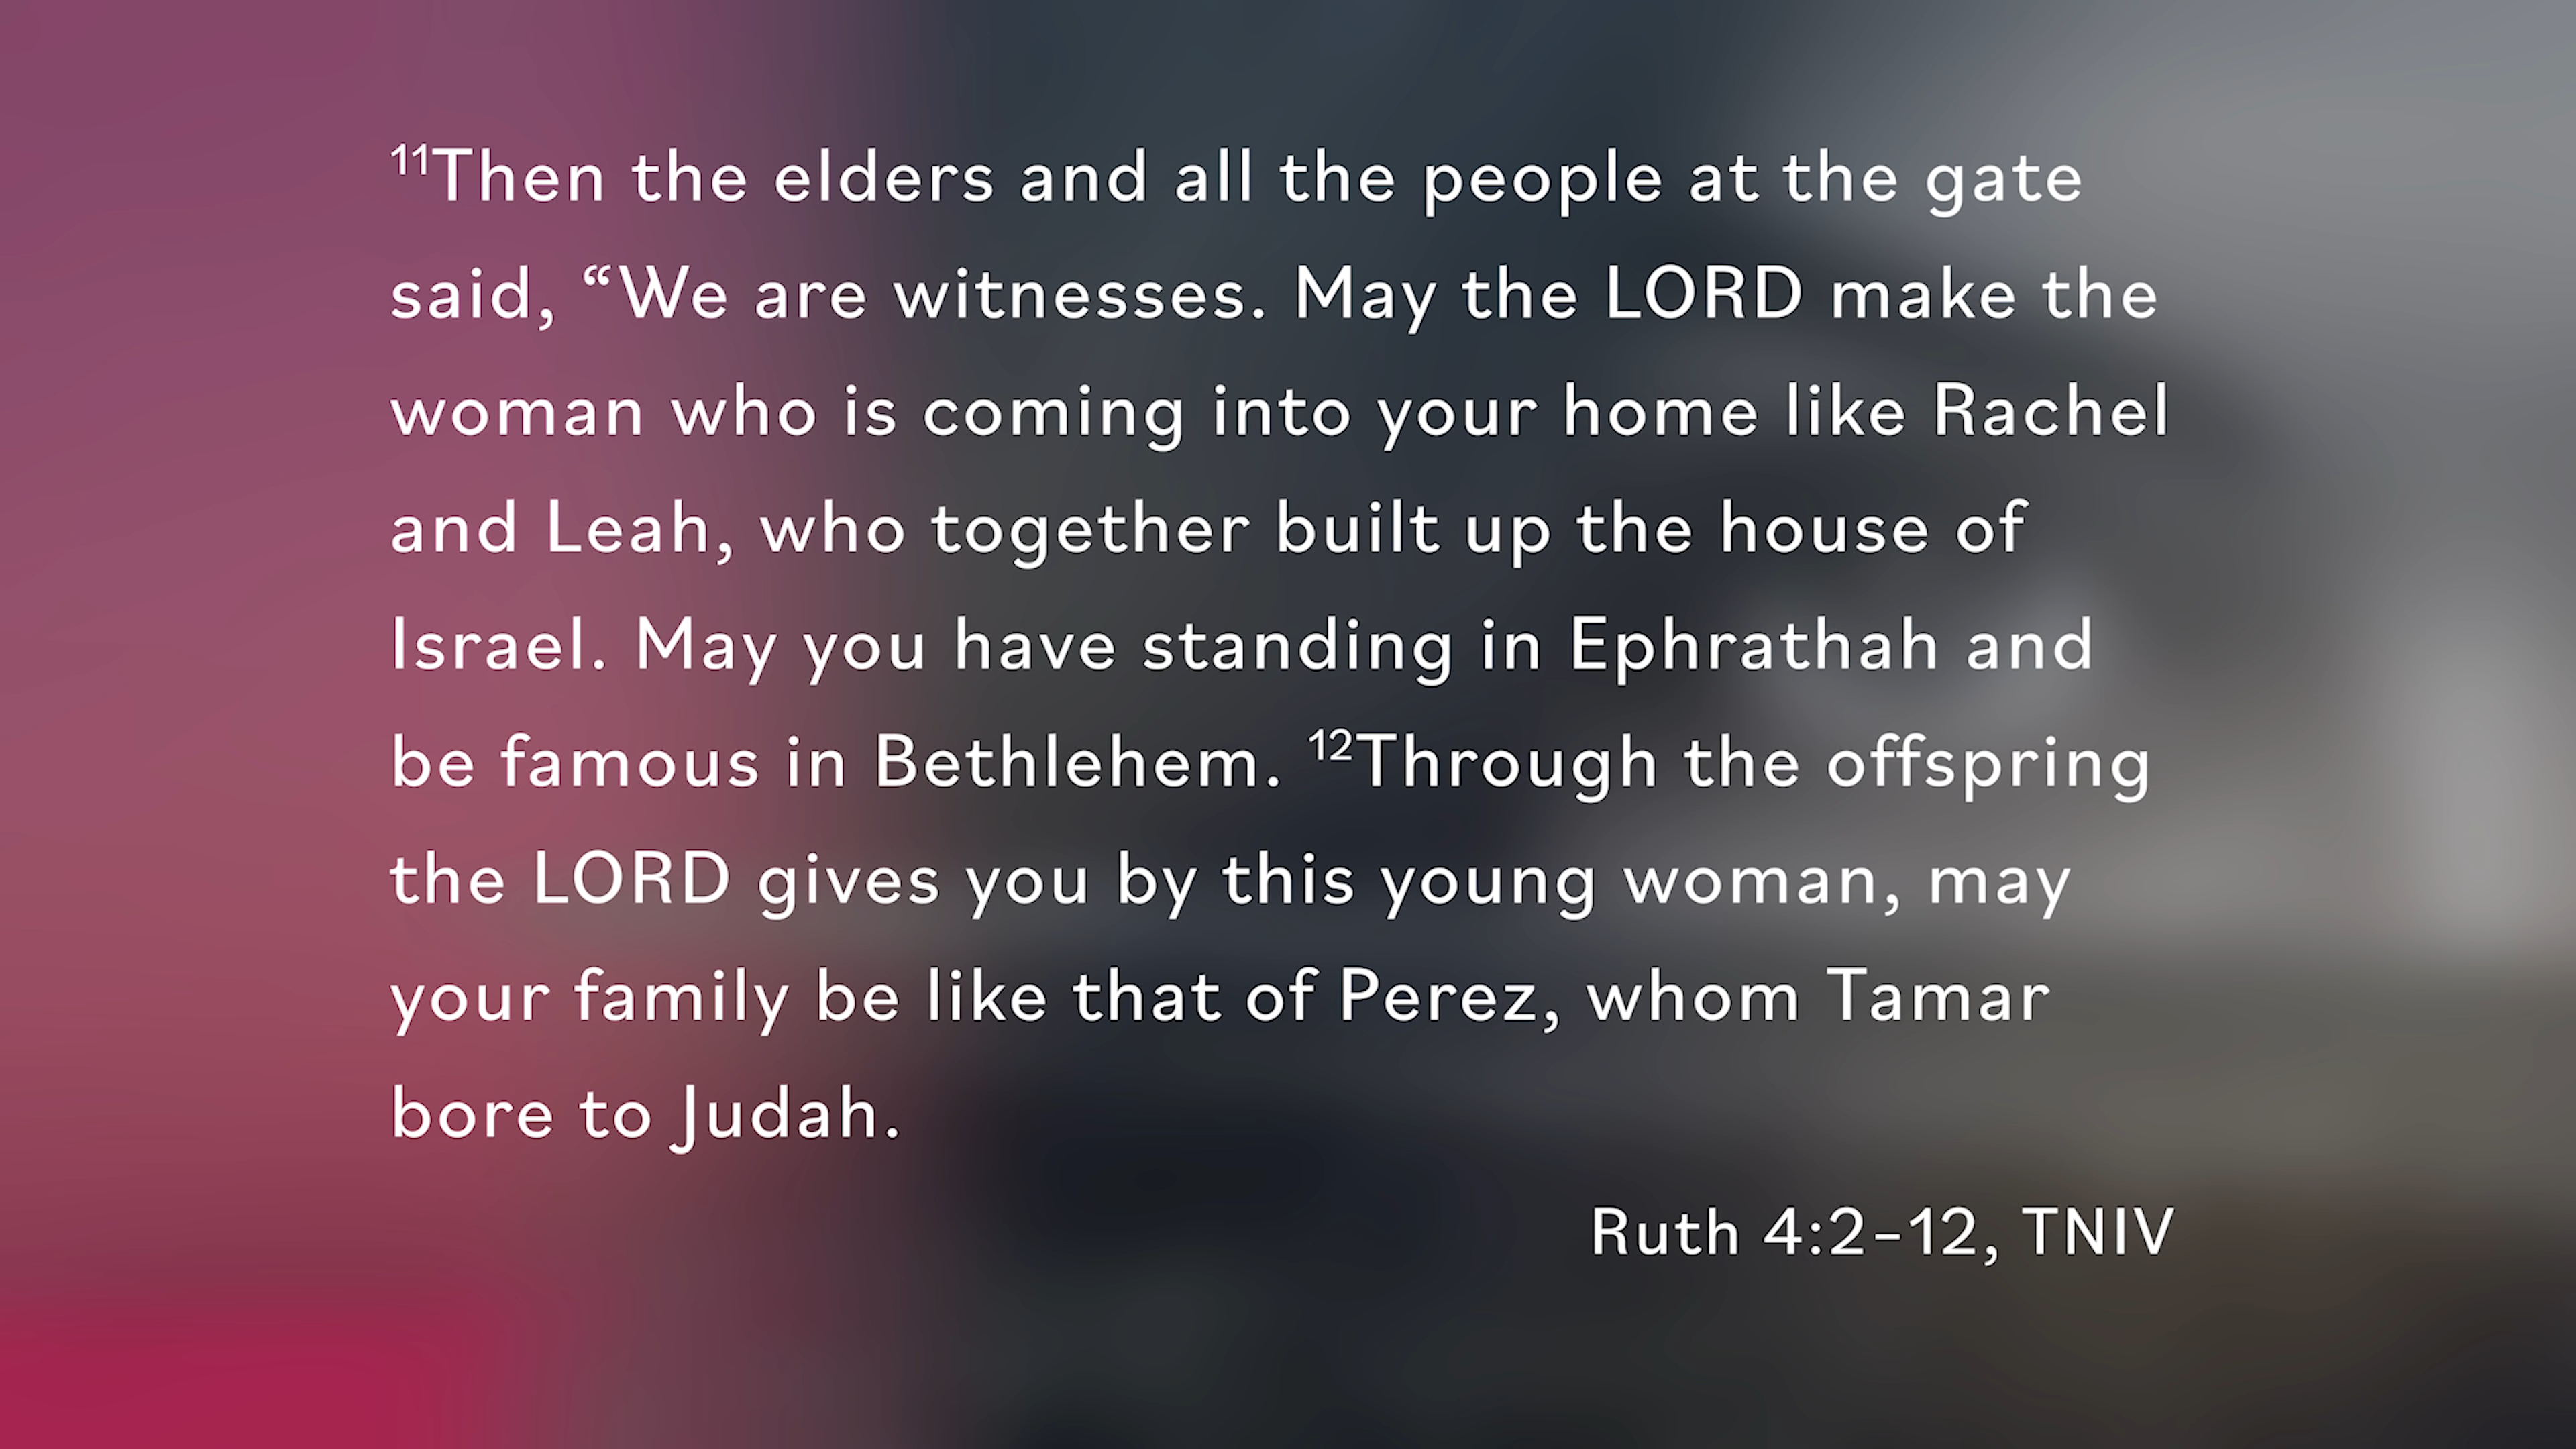 ¹¹Then the elders and all the people at the gate
said, “We are witnesses. May the LORD make the
woman who is coming into your home like Rachel
and Leah, who together built up the house of
Israel. May you have standing in Ephrathah and
be famous in Bethlehem. ¹²Through the offspring
the LORD gives you by this young woman, may
your family be like that of Perez, whom Tamar
bore to Judah.
Ruth 4:2–12, TNIV